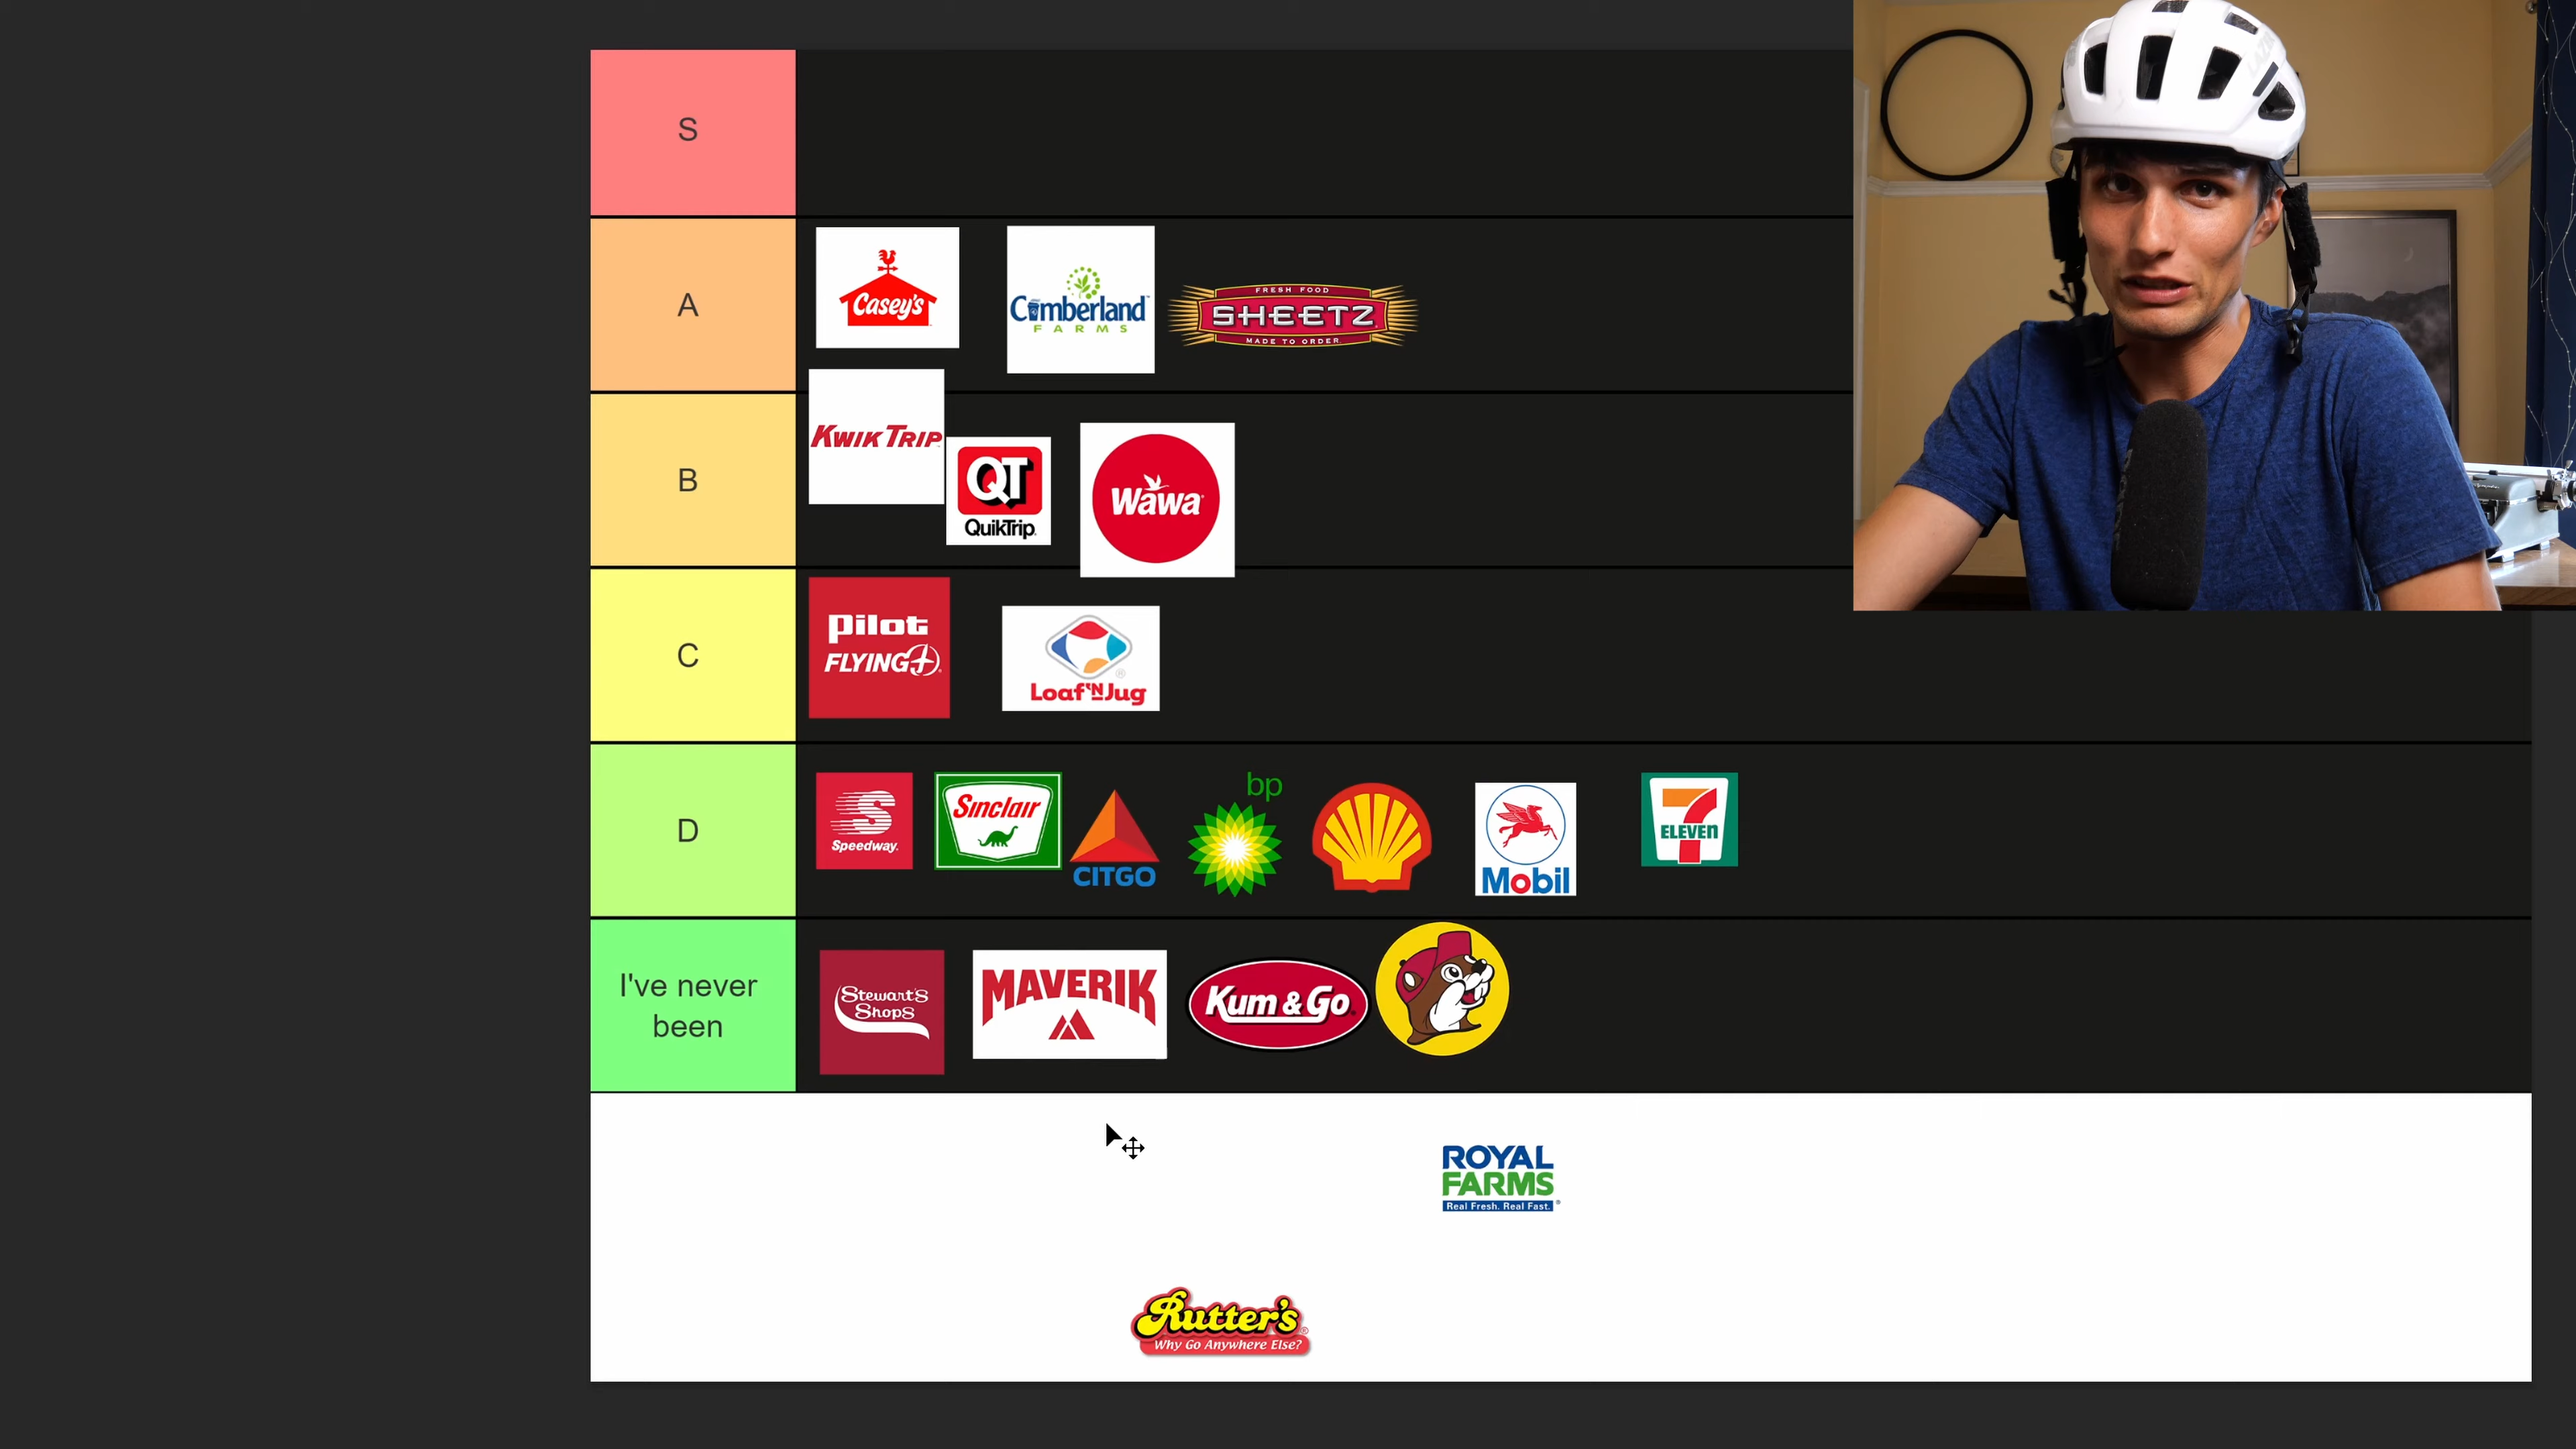 S
A
Casey's
Cumberland
FARMS
FRESH FOOD
SHEETZ
MADE TO ORDER.
B
KWIK TRIP
QT
QuikTrip.
Wawa
C
Pilot
FLYING J
Loaf'NJug
D
S
Speedway.
Sinclair
CITGO
bp
Mobil
7
ELEVEN
I've never
been
Stewart's
Shops
MAVERIK
Kum & Go
ROYAL
FARMS
Real Fresh. Real Fast.
Rutter's
Why Go Anywhere Else?